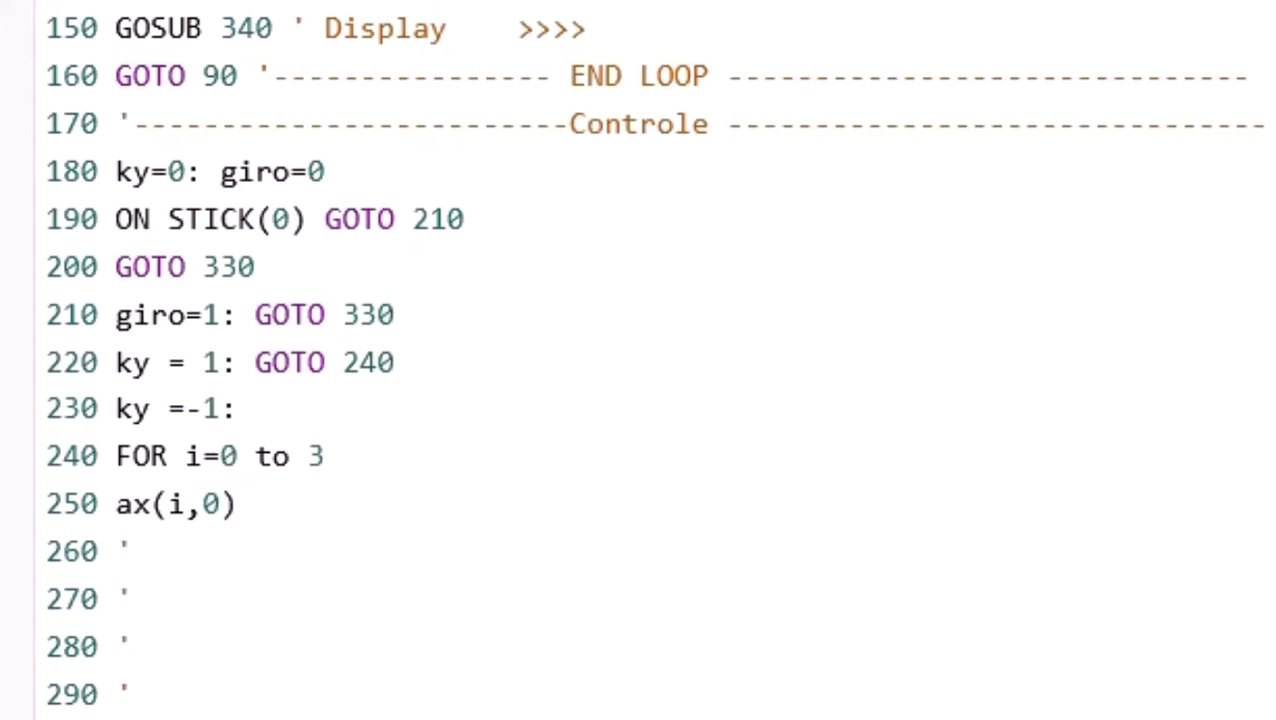 150 GOSUB 340 ' Display    >>>>
160 GOTO 90 '---------------- END LOOP ------------------------------
170 '-------------------------Controle -------------------------------
180 ky=0: giro=0
190 ON STICK(0) GOTO 210
200 GOTO 330
210 giro=1: GOTO 330
220 ky = 1: GOTO 240
230 ky =-1:
240 FOR i=0 to 3
250 ax(i,0)
260 '
270 '
280 '
290 '